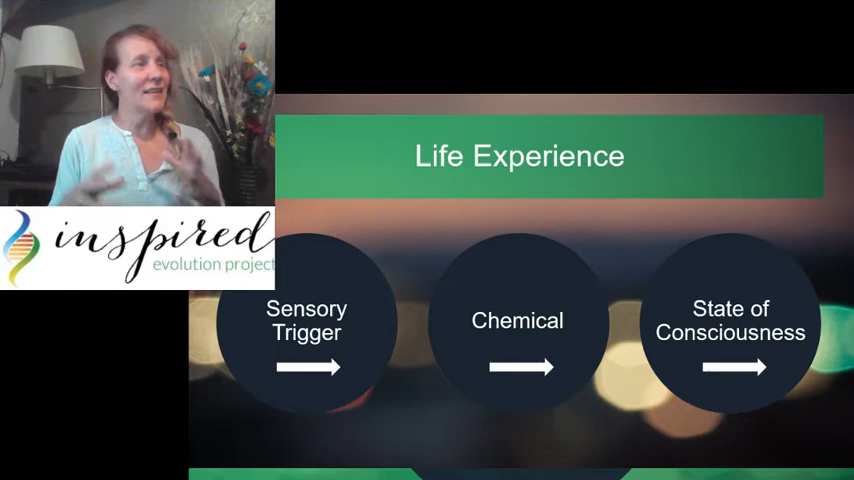 Life Experience
inspired
evolution project
Sensory
Trigger
Chemical
State of
Consciousness